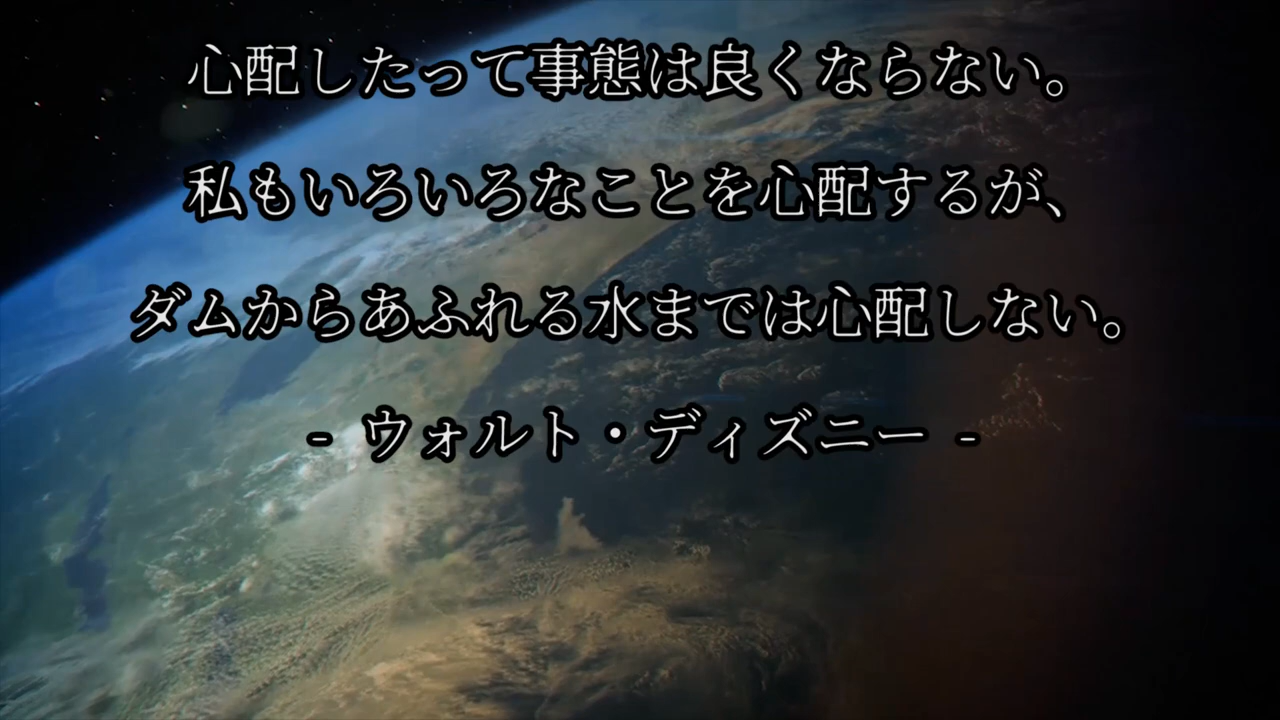 心配したって事態は良くならない。
私もいろいろなことを心配するが、
ダムからあふれる水までは心配しない。
- ウォルト・ディズニー -